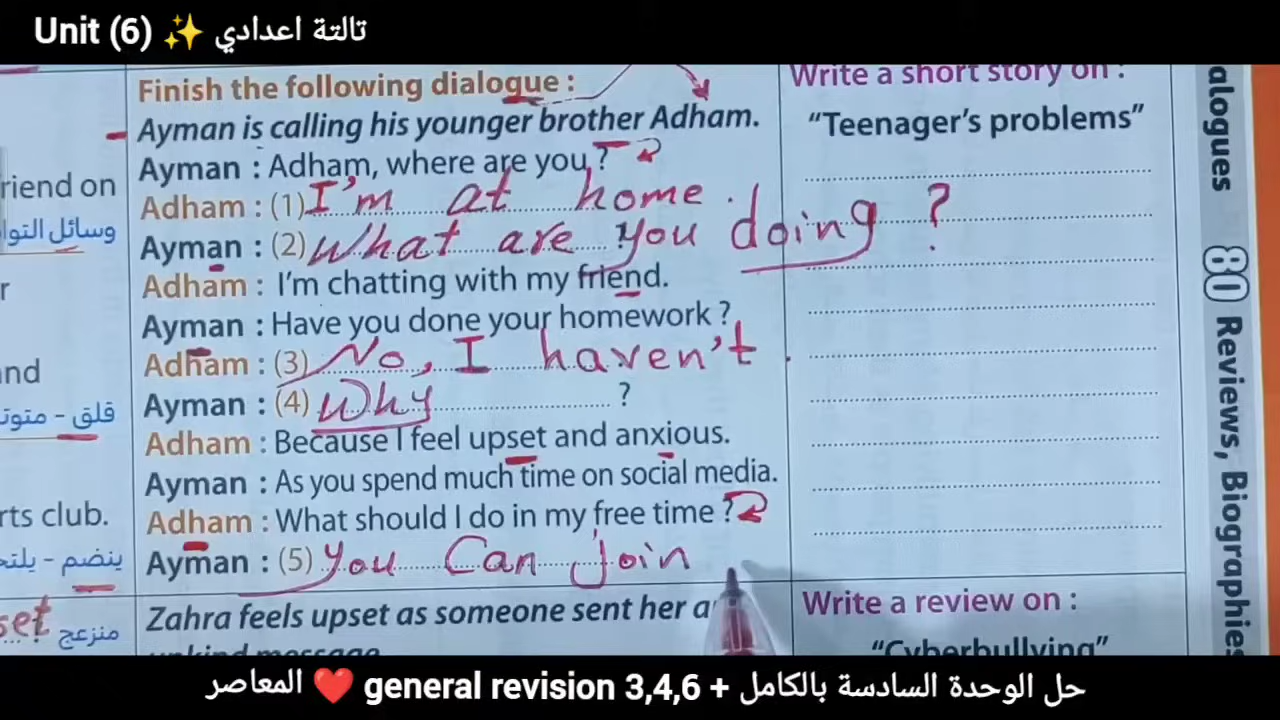 Unit (6) ✨ تالتة اعدادي
Finish the following dialogue :
Ayman is calling his younger brother Adham.
Ayman : Adham, where are you ?
Adham : (1) I'm at home .
Ayman : (2) What are you doing ?
Adham : I'm chatting with my friend.
Ayman : Have you done your homework ?
Adham : (3) No, I haven't .
Ayman : (4) Why ?
Adham : Because I feel upset and anxious.
Ayman : As you spend much time on social media.
Adham : What should I do in my free time ?
Ayman : (5) You Can join
Zahra feels upset as someone sent her
unkind message
riend on
وسائل التو
r
nd
قلق - متوت
rts club.
ينضم - يلتح
set منزعج
Write a short story on :
"Teenager's problems"
Write a review on :
"Cyberbullying"
alogues
80 Reviews, Biographies
حل الوحدة السادسة بالكامل + general revision 3,4,6 ❤️ المعاصر